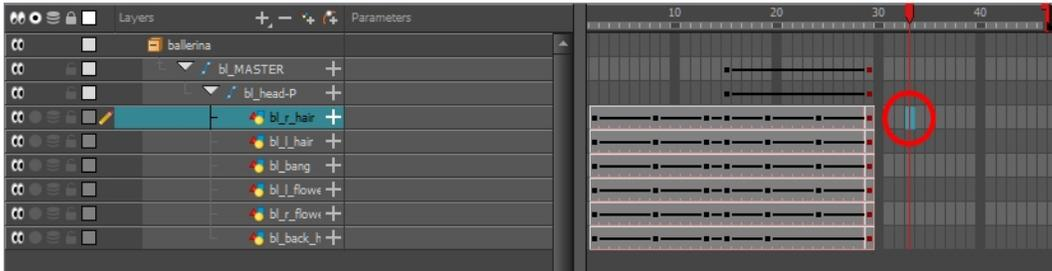 Layers Parameters 10 20 30 40
ballerina
bl_MASTER
bl_head-P
bl_r_hair
bl_l_hair
bl_bang
bl_l_flowe
bl_r_flowe
bl_back_h